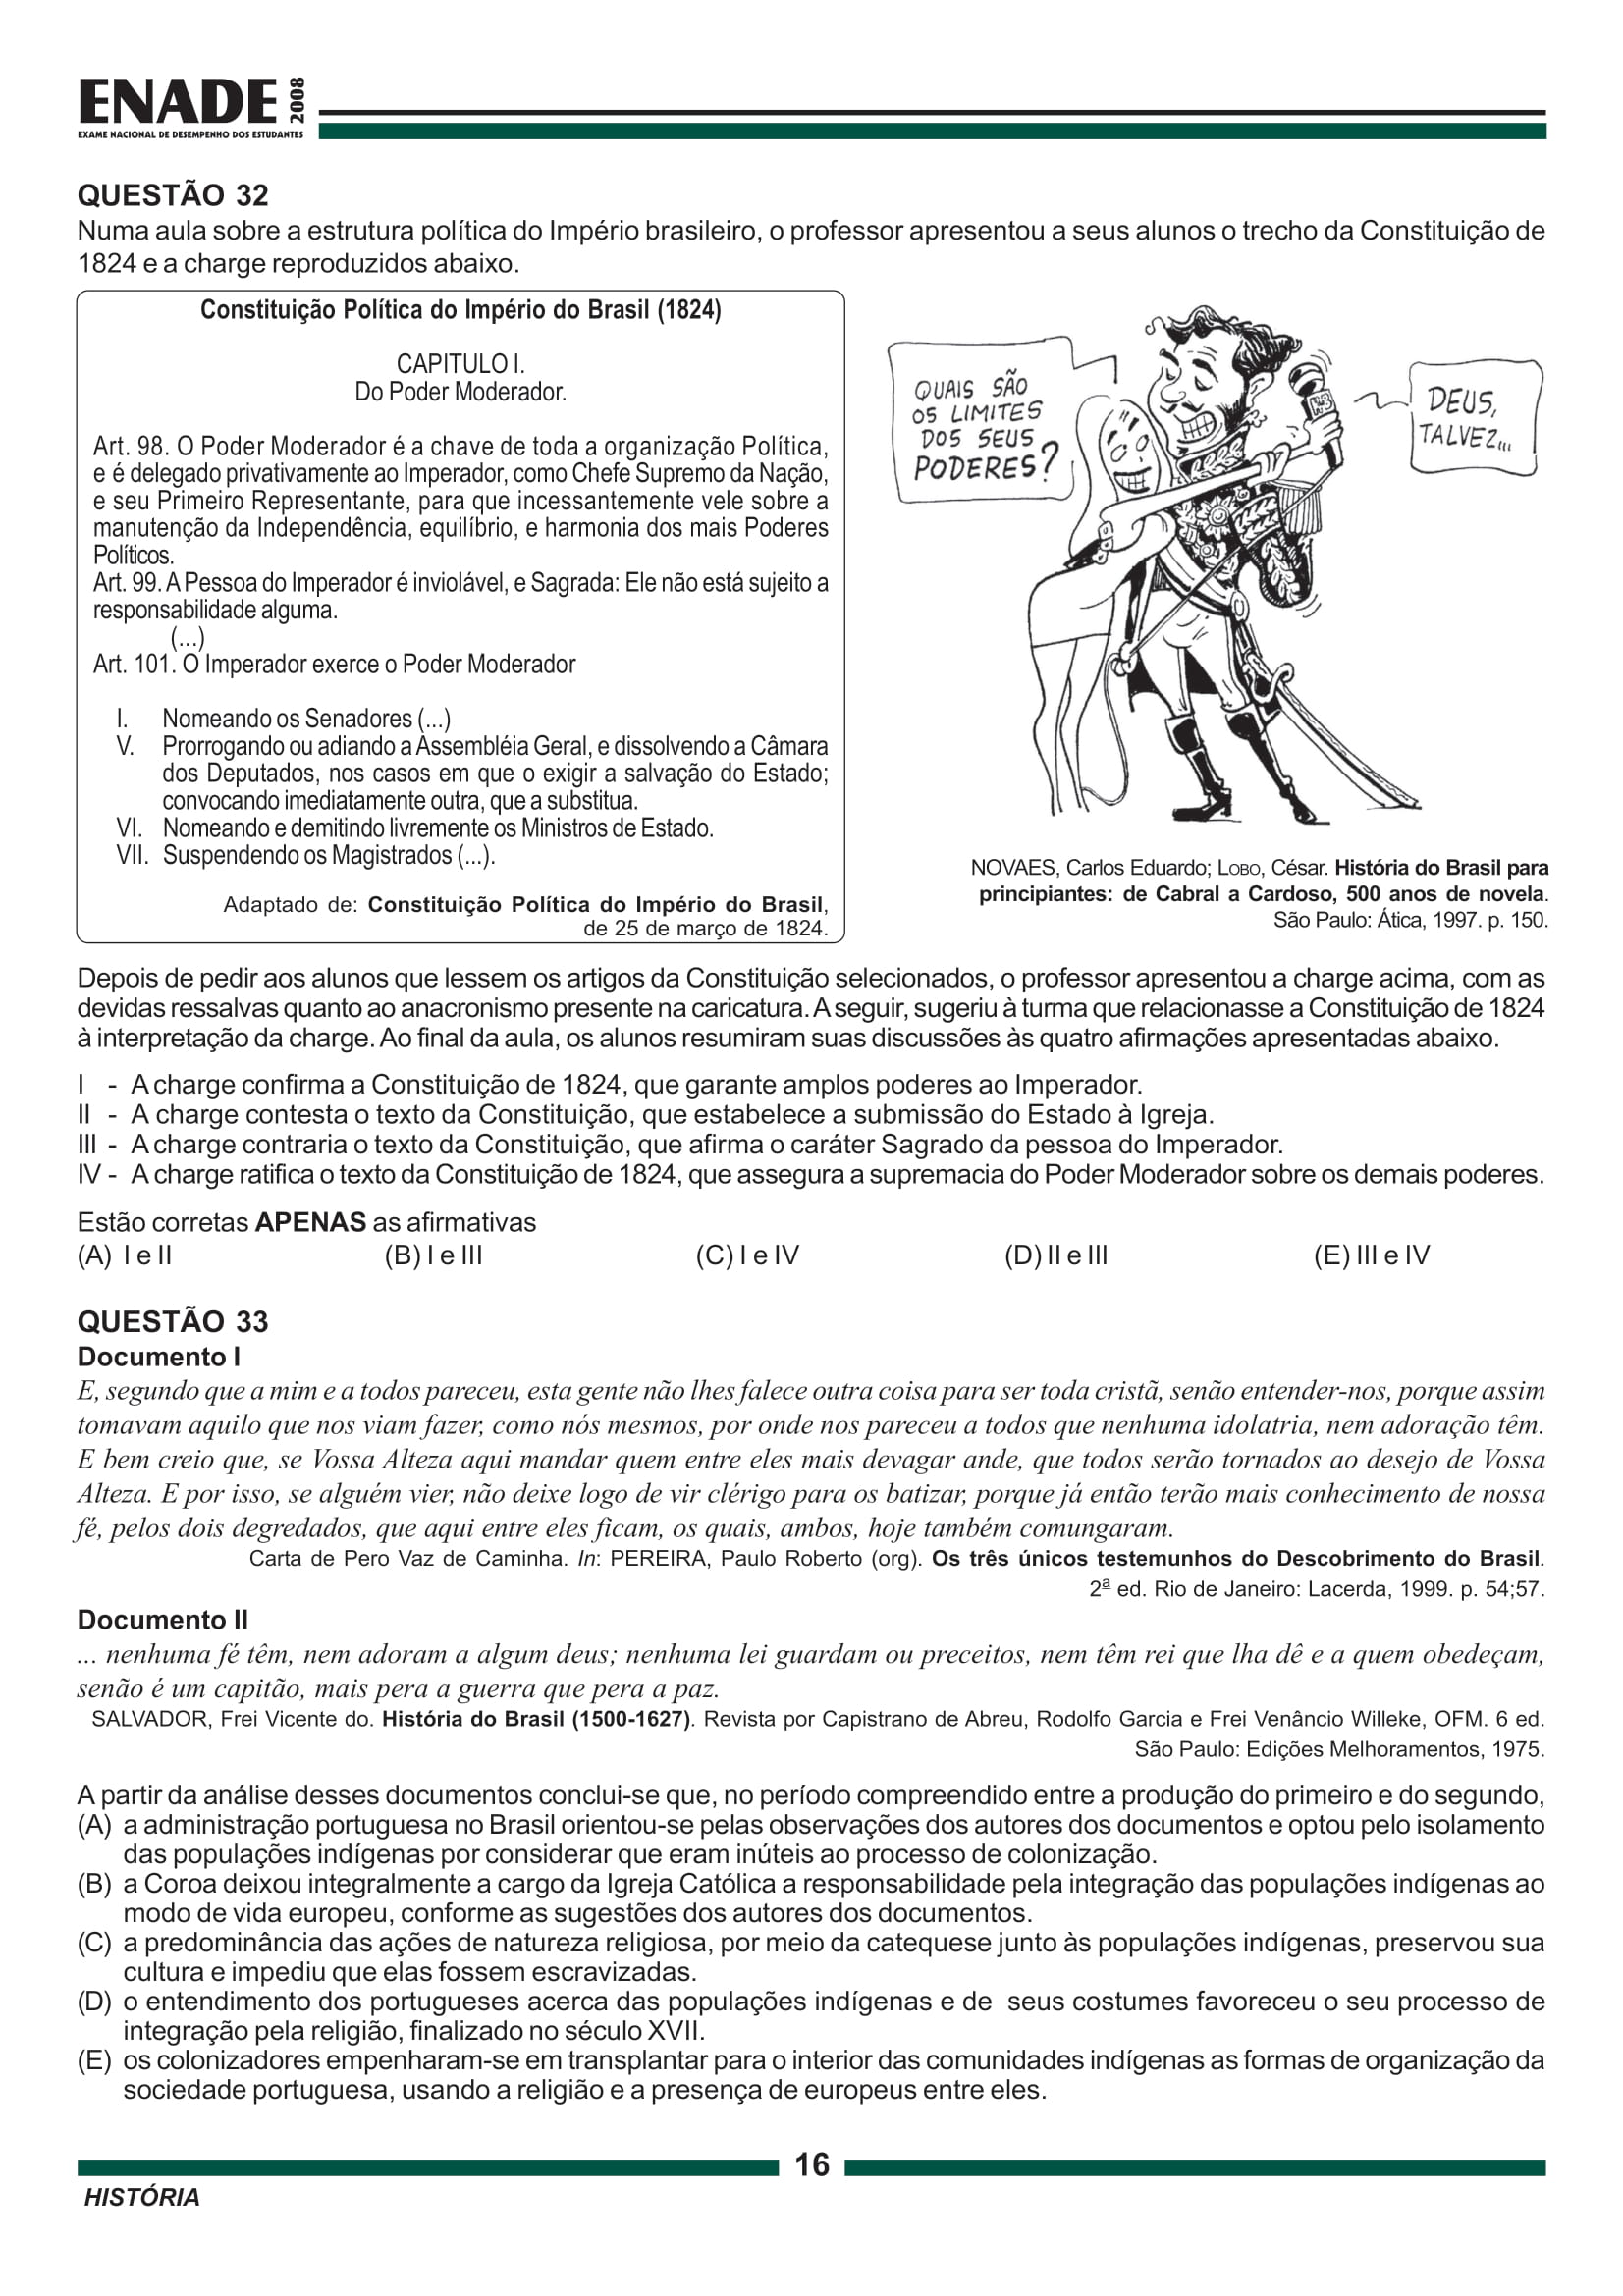 ENADE 2008
EXAME NACIONAL DE DESEMPENHO DOS ESTUDANTES
QUESTÃO 32
Numa aula sobre a estrutura política do Império brasileiro, o professor apresentou a seus alunos o trecho da Constituição de
1824 e a charge reproduzidos abaixo.
Constituição Política do Império do Brasil (1824)
CAPITULO I.
Do Poder Moderador.
Art. 98. O Poder Moderador é a chave de toda a organização Política,
e é delegado privativamente ao Imperador, como Chefe Supremo da Nação,
e seu Primeiro Representante, para que incessantemente vele sobre a
manutenção da Independência, equilíbrio, e harmonia dos mais Poderes
Políticos.
Art. 99. A Pessoa do Imperador é inviolável, e Sagrada: Ele não está sujeito a
responsabilidade alguma.
(...)
Art. 101. O Imperador exerce o Poder Moderador
I. Nomeando os Senadores (...)
V. Prorrogando ou adiando a Assembléia Geral, e dissolvendo a Câmara
dos Deputados, nos casos em que o exigir a salvação do Estado;
convocando imediatamente outra, que a substitua.
VI. Nomeando e demitindo livremente os Ministros de Estado.
VII. Suspendendo os Magistrados (...).
Adaptado de: Constituição Política do Império do Brasil,
de 25 de março de 1824.
QUAIS SÃO
OS LIMITES
DOS SEUS
PODERES?
DEUS,
TALVEZ...
NOVAES, Carlos Eduardo; LOBO, César. História do Brasil para
principiantes: de Cabral a Cardoso, 500 anos de novela.
São Paulo: Ática, 1997. p. 150.
Depois de pedir aos alunos que lessem os artigos da Constituição selecionados, o professor apresentou a charge acima, com as
devidas ressalvas quanto ao anacronismo presente na caricatura. A seguir, sugeriu à turma que relacionasse a Constituição de 1824
à interpretação da charge. Ao final da aula, os alunos resumiram suas discussões às quatro afirmações apresentadas abaixo.
I - A charge confirma a Constituição de 1824, que garante amplos poderes ao Imperador.
II - A charge contesta o texto da Constituição, que estabelece a submissão do Estado à Igreja.
III - A charge contraria o texto da Constituição, que afirma o caráter Sagrado da pessoa do Imperador.
IV - A charge ratifica o texto da Constituição de 1824, que assegura a supremacia do Poder Moderador sobre os demais poderes.
Estão corretas APENAS as afirmativas
(A) I e II (B) I e III (C) I e IV (D) II e III (E) III e IV
QUESTÃO 33
Documento I
E, segundo que a mim e a todos pareceu, esta gente não lhes falece outra coisa para ser toda cristã, senão entender-nos, porque assim
tomavam aquilo que nos viam fazer, como nós mesmos, por onde nos pareceu a todos que nenhuma idolatria, nem adoração têm.
E bem creio que, se Vossa Alteza aqui mandar quem entre eles mais devagar ande, que todos serão tornados ao desejo de Vossa
Alteza. E por isso, se alguém vier, não deixe logo de vir clérigo para os batizar, porque já então terão mais conhecimento de nossa
fé, pelos dois degredados, que aqui entre eles ficam, os quais, ambos, hoje também comungaram.
Carta de Pero Vaz de Caminha. In: PEREIRA, Paulo Roberto (org). Os três únicos testemunhos do Descobrimento do Brasil.
2ª ed. Rio de Janeiro: Lacerda, 1999. p. 54;57.
Documento II
... nenhuma fé têm, nem adoram a algum deus; nenhuma lei guardam ou preceitos, nem têm rei que lha dê e a quem obedeçam,
senão é um capitão, mais pera a guerra que pera a paz.
SALVADOR, Frei Vicente do. História do Brasil (1500-1627). Revista por Capistrano de Abreu, Rodolfo Garcia e Frei Venâncio Willeke, OFM. 6 ed.
São Paulo: Edições Melhoramentos, 1975.
A partir da análise desses documentos conclui-se que, no período compreendido entre a produção do primeiro e do segundo,
(A) a administração portuguesa no Brasil orientou-se pelas observações dos autores dos documentos e optou pelo isolamento
das populações indígenas por considerar que eram inúteis ao processo de colonização.
(B) a Coroa deixou integralmente a cargo da Igreja Católica a responsabilidade pela integração das populações indígenas ao
modo de vida europeu, conforme as sugestões dos autores dos documentos.
(C) a predominância das ações de natureza religiosa, por meio da catequese junto às populações indígenas, preservou sua
cultura e impediu que elas fossem escravizadas.
(D) o entendimento dos portugueses acerca das populações indígenas e de seus costumes favoreceu o seu processo de
integração pela religião, finalizado no século XVII.
(E) os colonizadores empenharam-se em transplantar para o interior das comunidades indígenas as formas de organização da
sociedade portuguesa, usando a religião e a presença de europeus entre eles.
16
HISTÓRIA